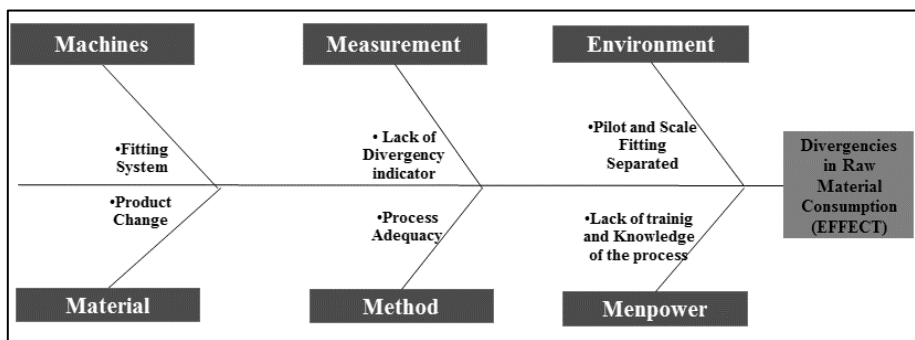 Machines
Measurement
Environment
•Fitting
System
• Lack of
Divergency
indicator
•Pilot and Scale
Fitting
Separated
Divergencies
in Raw
Material
Consumption
(EFFECT)
•Product
Change
•Process
Adequacy
•Lack of trainig
and Knowledge
of the process
Material
Method
Menpower